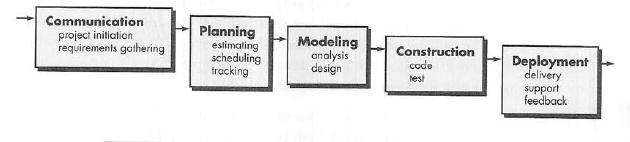 Communication
project initiation
requirements gathering
Planning
estimating
scheduling
tracking
Modeling
analysis
design
Construction
code
test
Deployment
delivery
support
feedback